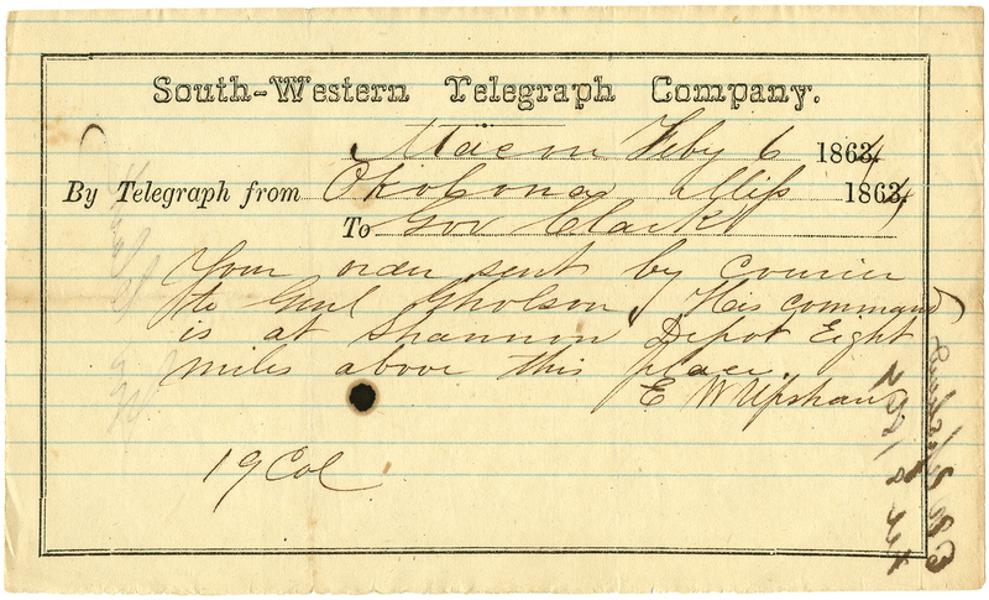 South-Western Telegraph Company.
Macon Feby 6 1864
By Telegraph from Okolona Miss 1864
To Gov Clark
Your order sent by courier
to Genl Gholson. His command
is at Shannon Depot Eight
miles above this place.
E W Upshaw
19 Col